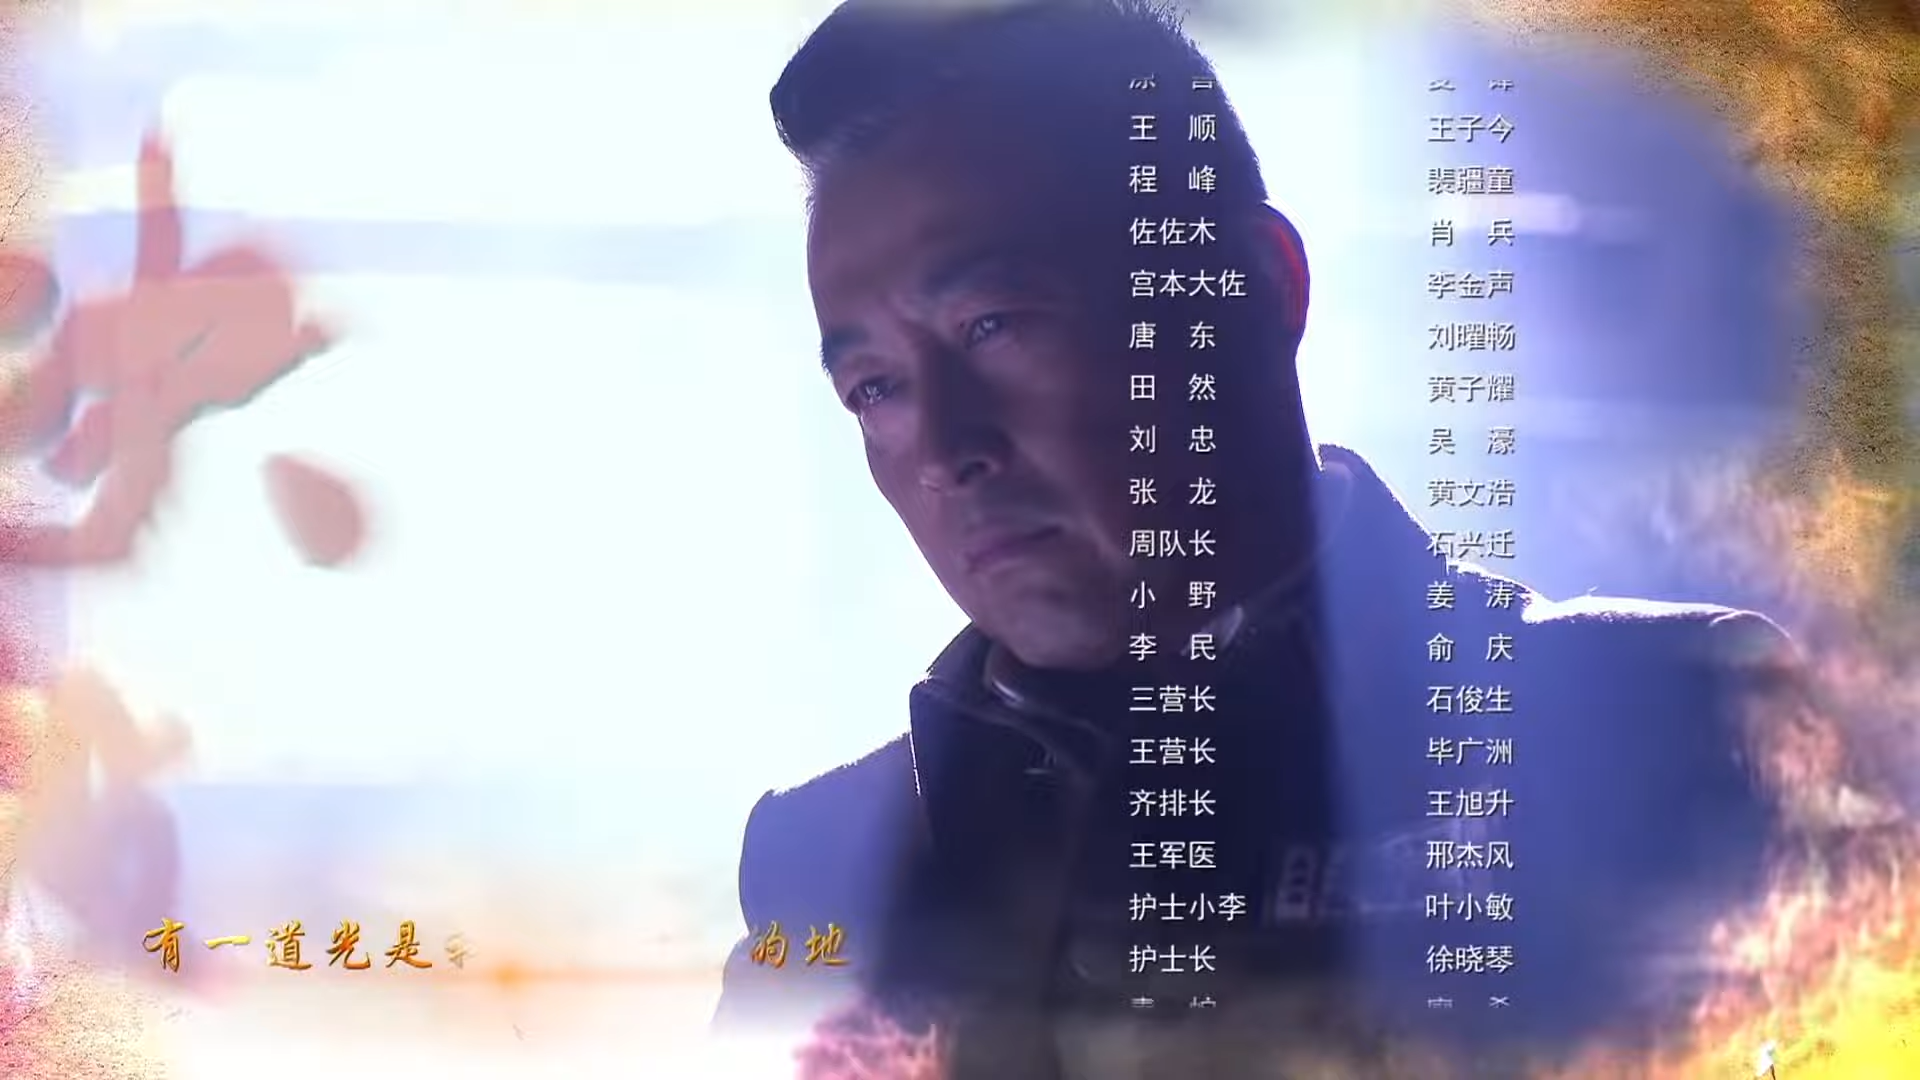 王 顺 王子今
程 峰 裴疆童
佐佐木 肖 兵
宫本大佐 李金声
唐 东 刘曜畅
田 然 黄子耀
刘 忠 吴 濠
张 龙 黄文浩
周队长 石兴迁
小 野 姜 涛
李 民 俞 庆
三营长 石俊生
王营长 毕广洲
齐排长 王旭升
王军医 邢杰风
护士小李 叶小敏
护士长 徐晓琴
有一道光是 的地